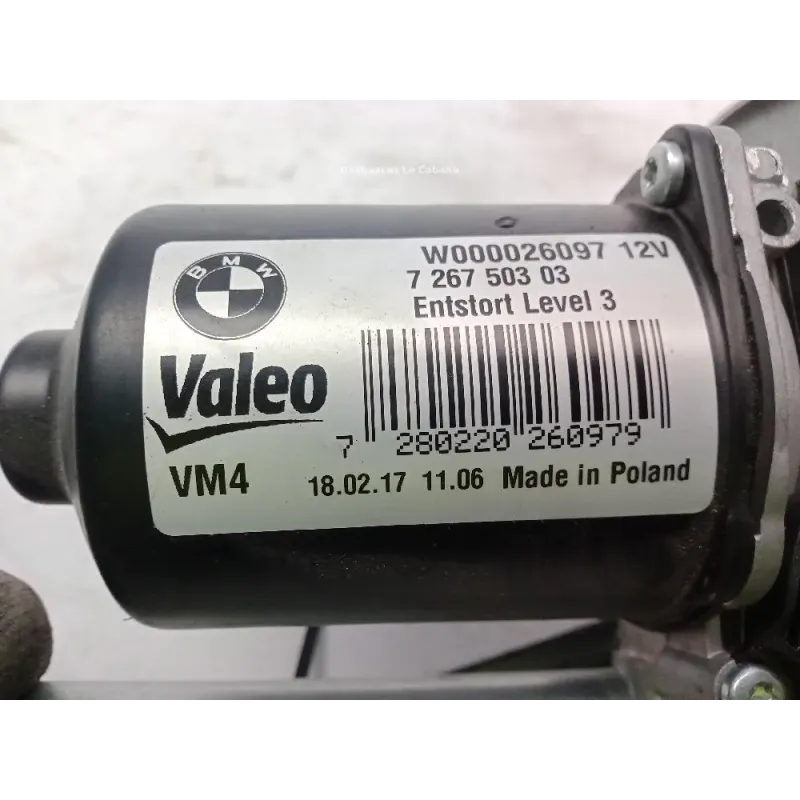 BMW
W000026097 12V
7 267 503 03
Entstort Level 3
Valeo
7 280220 260979
VM4 18.02.17 11.06 Made in Poland